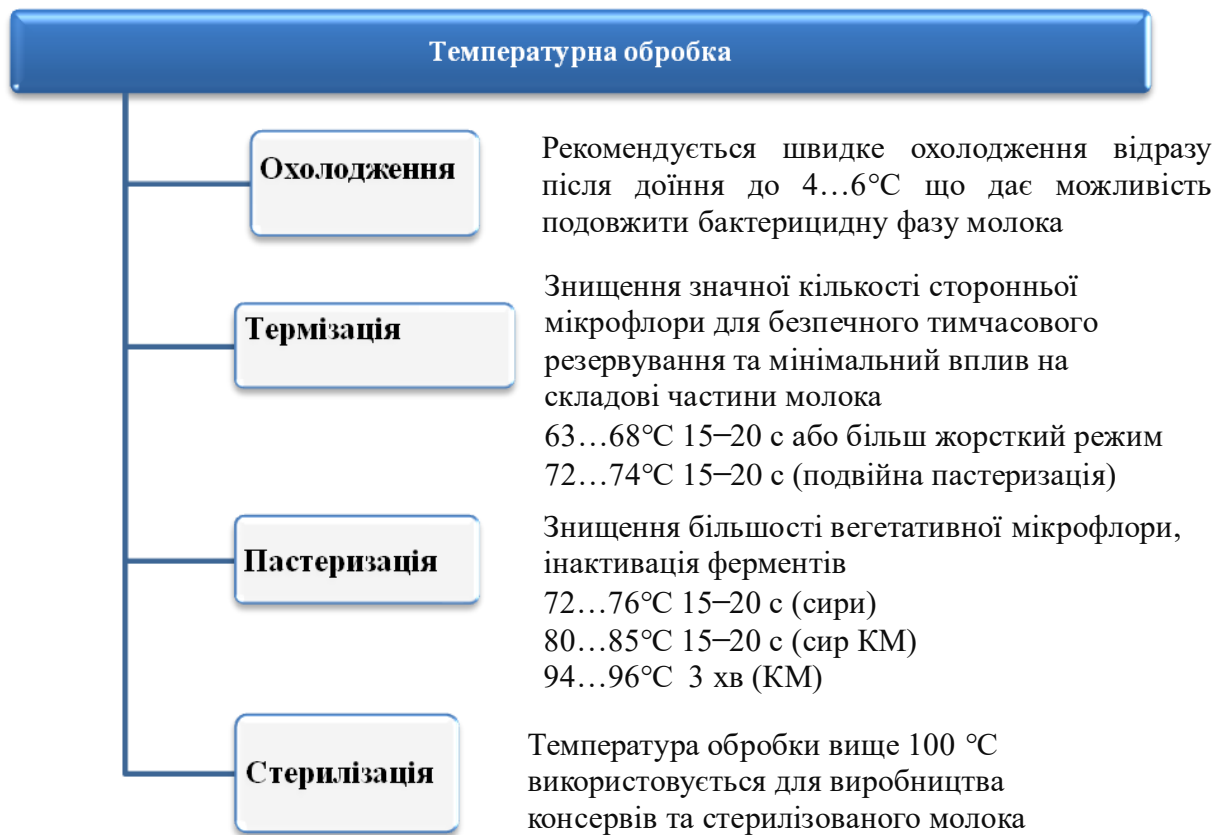 Температурна обробка
Охолодження
Рекомендується швидке охолодження відразу
після доїння до 4…6°С що дає можливість
подовжити бактерицидну фазу молока
Термізація
Знищення значної кількості сторонньої
мікрофлори для безпечного тимчасового
резервування та мінімальний вплив на
складові частини молока
63…68°С 15–20 с або більш жорсткий режим
72…74°С 15–20 с (подвійна пастеризація)
Пастеризація
Знищення більшості вегетативної мікрофлори,
інактивація ферментів
72…76°С 15–20 с (сири)
80…85°С 15–20 с (сир КМ)
94…96°С  3 хв (КМ)
Стерилізація
Температура обробки вище 100 °С
використовується для виробництва
консервів та стерилізованого молока